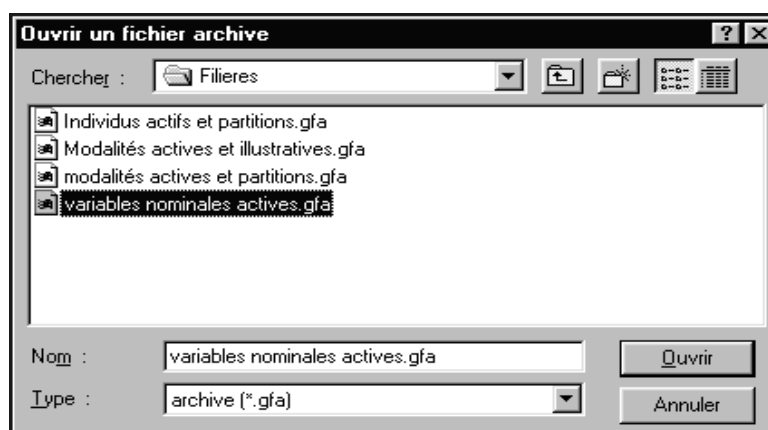 Ouvrir un fichier archive
Chercher : Filieres
Individus actifs et partitions.gfa
Modalités actives et illustratives.gfa
modalités actives et partitions.gfa
variables nominales actives.gfa
Nom : variables nominales actives.gfa Ouvrir
Type : archive (*.gfa) Annuler